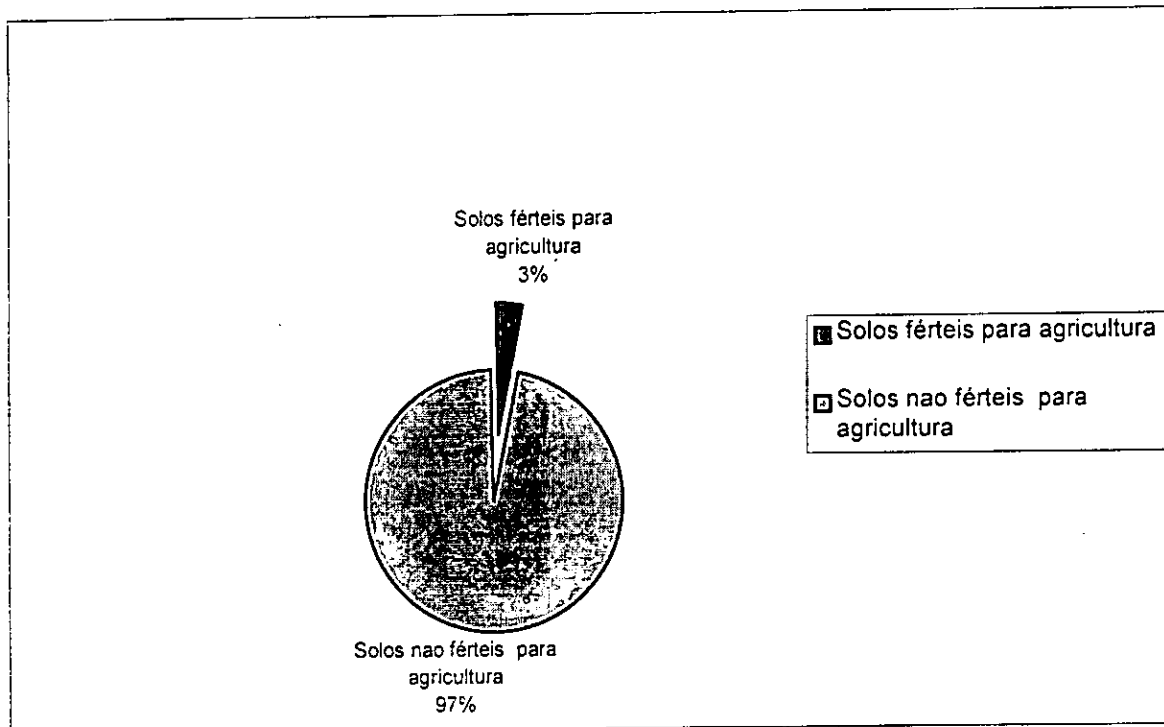 Solos férteis para
agricultura
3%
Solos férteis para agricultura
Solos nao férteis para
agricultura
Solos nao férteis para
agricultura
97%